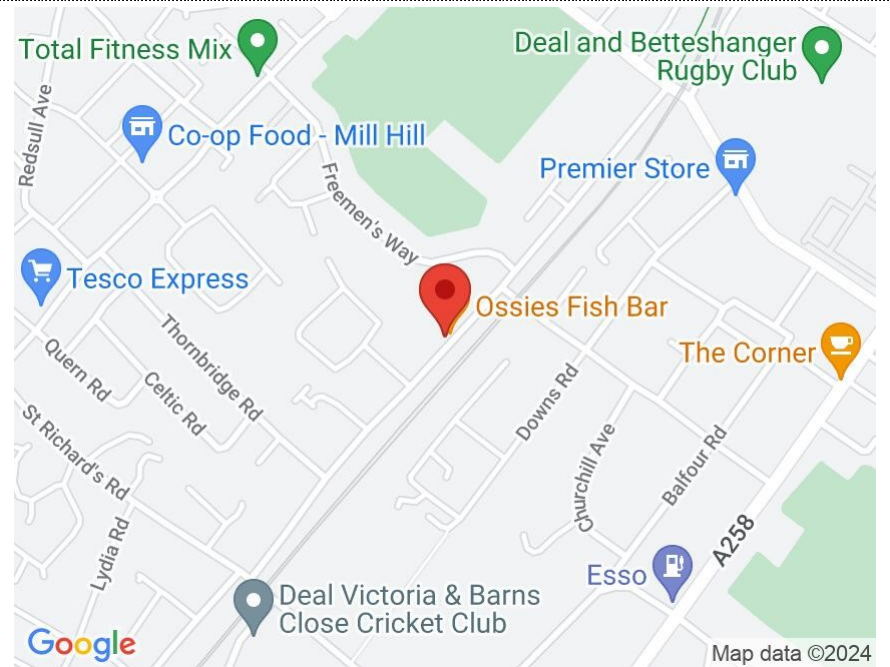 Total Fitness Mix
Deal and Betteshanger
Rugby Club
Redsull Ave
Co-op Food - Mill Hill
Premier Store
Freemen's Way
Tesco Express
Ossies Fish Bar
Thornbridge Rd
The Corner
Quern Rd
Celtic Rd
Downs Rd
St Richard's Rd
Churchill Ave
Balfour Rd
Lydia Rd
A258
Esso
Deal Victoria & Barns
Close Cricket Club
Google
Map data ©2024